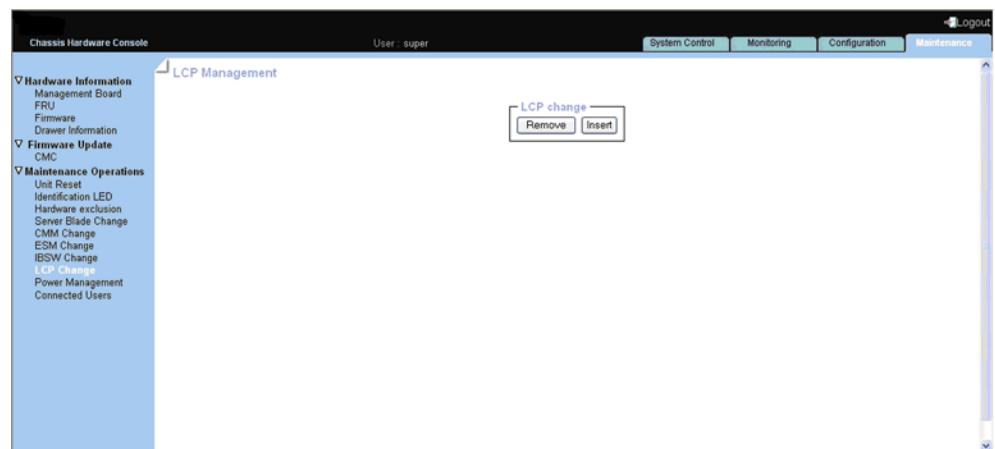 Logout
Chassis Hardware Console
User : super
System Control
Monitoring
Configuration
Maintenance
Hardware Information
Management Board
FRU
Firmware
Drawer Information
Firmware Update
CMC
Maintenance Operations
Unit Reset
Identification LED
Hardware exclusion
Server Blade Change
CMM Change
ESM Change
IBSW Change
LCP Change
Power Management
Connected Users
LCP Management
LCP change
Remove
Insert